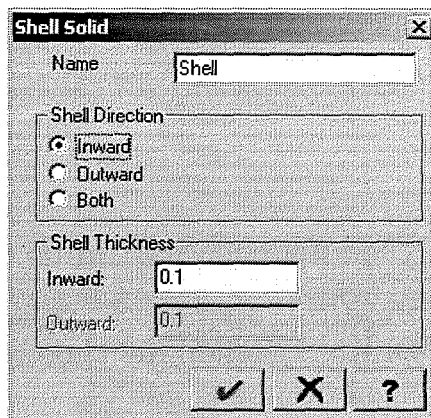 Shell Solid
Name Shell
Shell Direction
Inward
Outward
Both
Shell Thickness
Inward: 0.1
Outward: 0.1
?